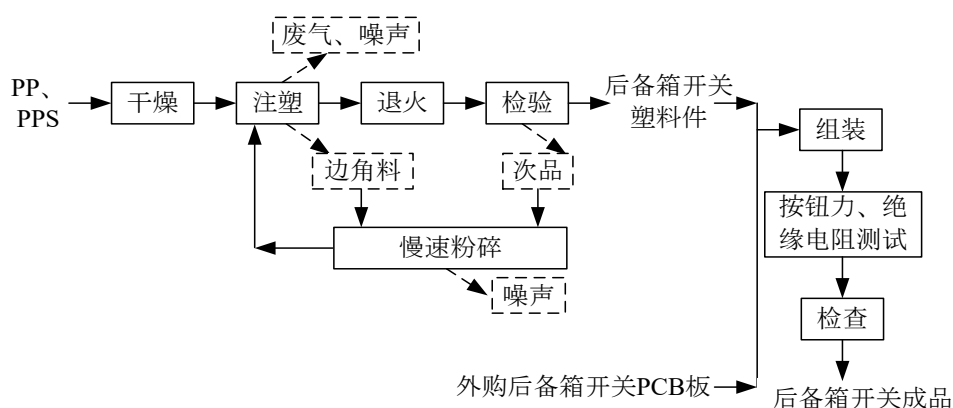 废气、噪声
PP、
PPS
干燥
注塑
退火
检验
后备箱开关
塑料件
组装
边角料
次品
按钮力、绝
缘电阻测试
慢速粉碎
噪声
检查
外购后备箱开关PCB板
后备箱开关成品